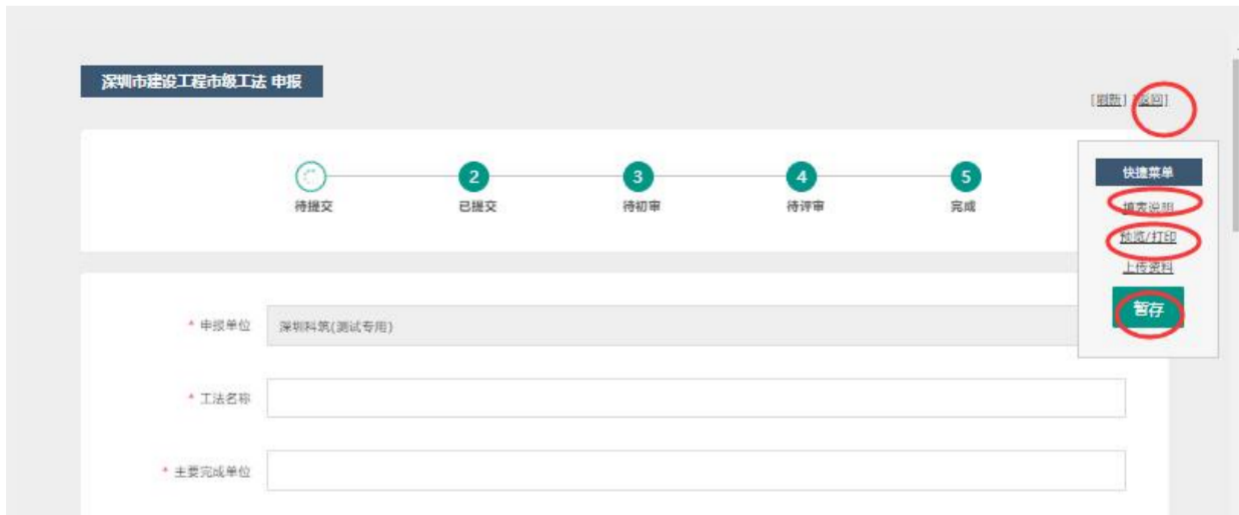 深圳市建设工程市级工法 申报
[刷新] [返回]
2 3 4 5
待提交 已提交 待初审 待评审 完成
快捷菜单
填表说明
预览/打印
上传资料
暂存
* 申报单位 深圳科筑(测试专用)
* 工法名称
* 主要完成单位